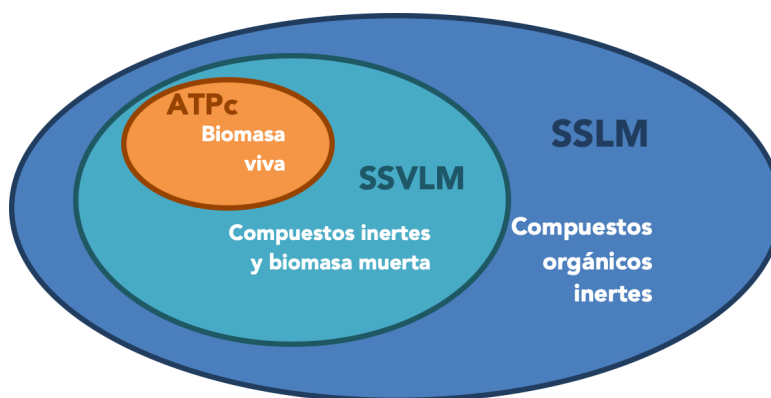 ATPc
Biomasa
viva
SSVLM
Compuestos inertes
y biomasa muerta
SSLM
Compuestos
orgánicos
inertes